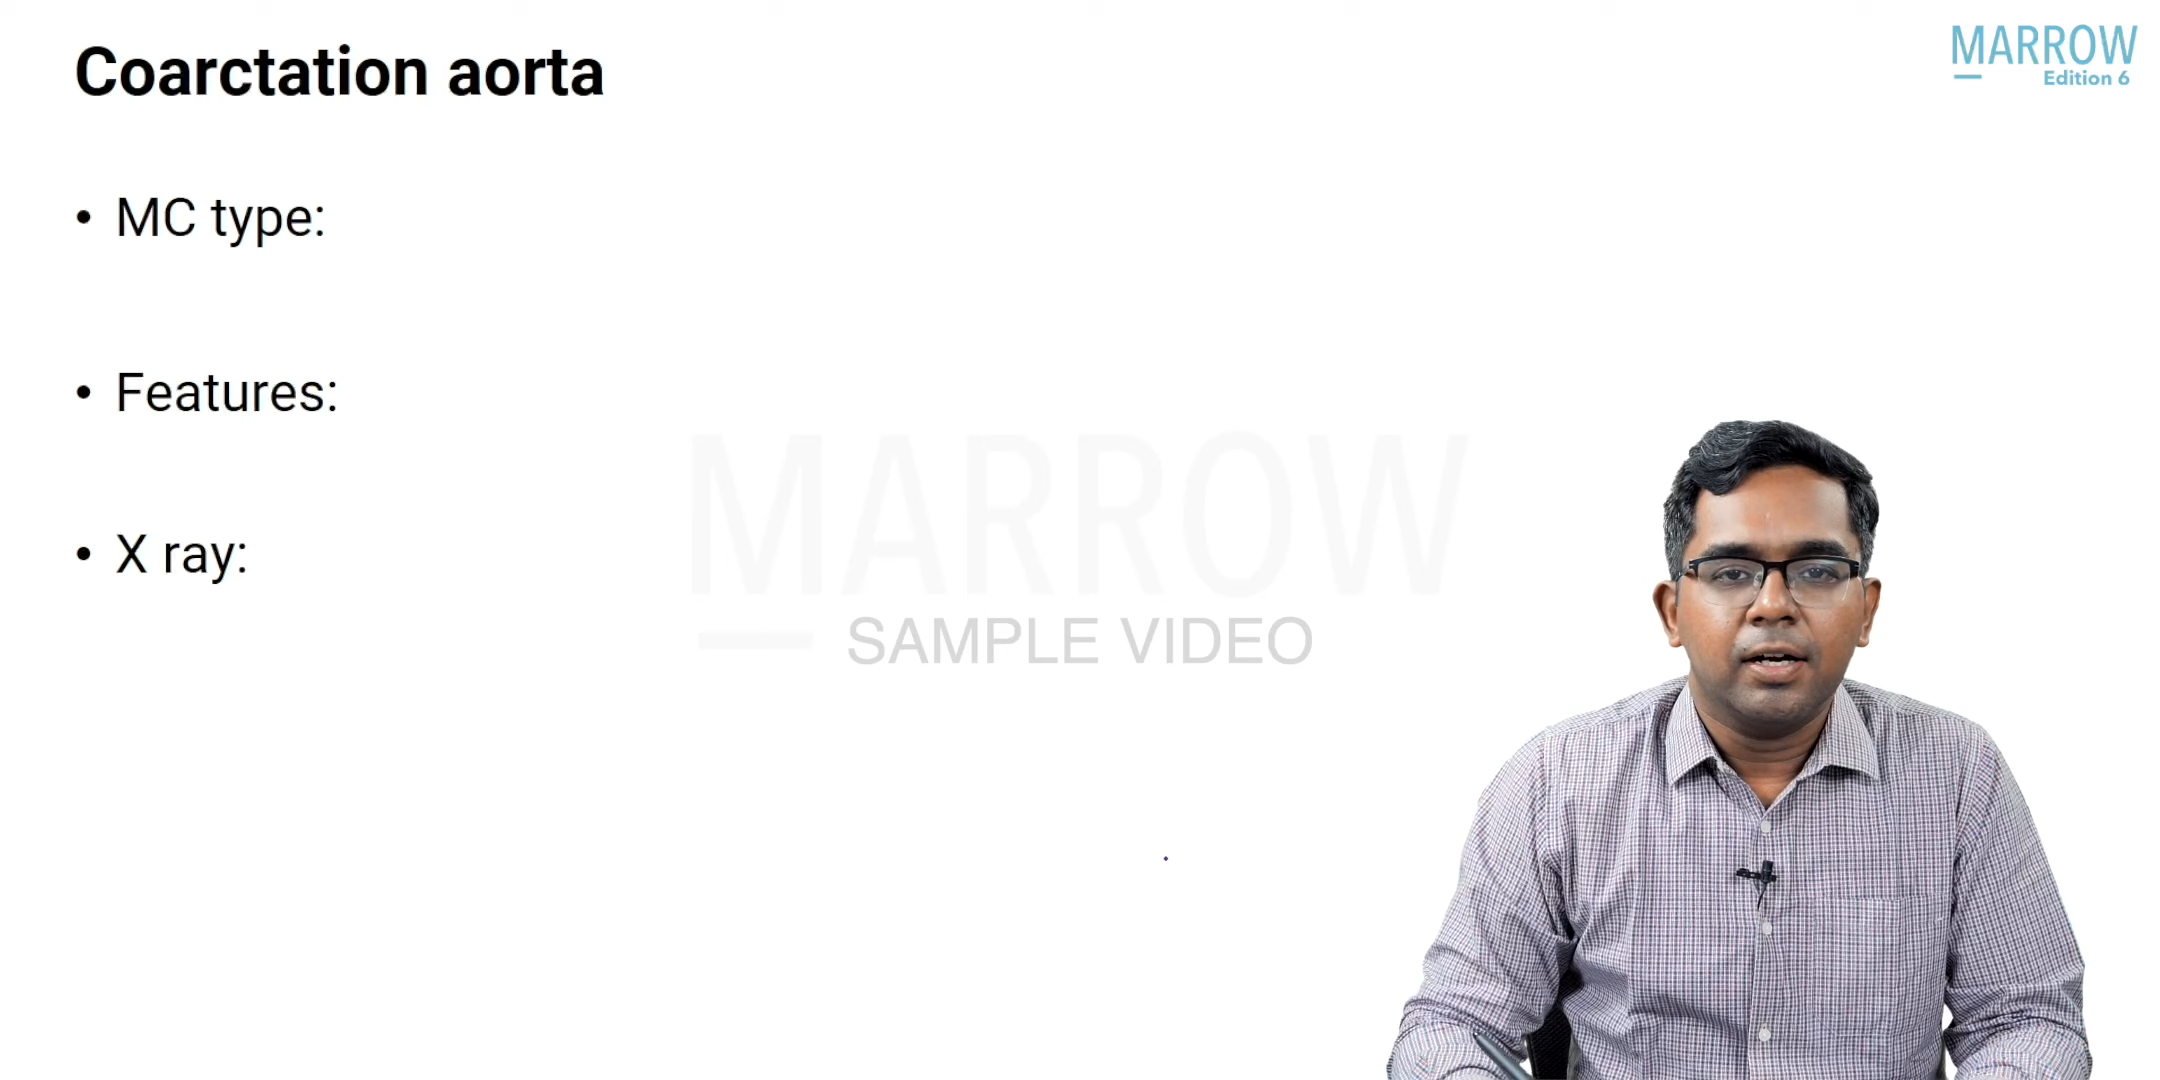 Coarctation aorta
MARROW
Edition 6
• MC type:
• Features:
• X ray:
MARROW
SAMPLE VIDEO